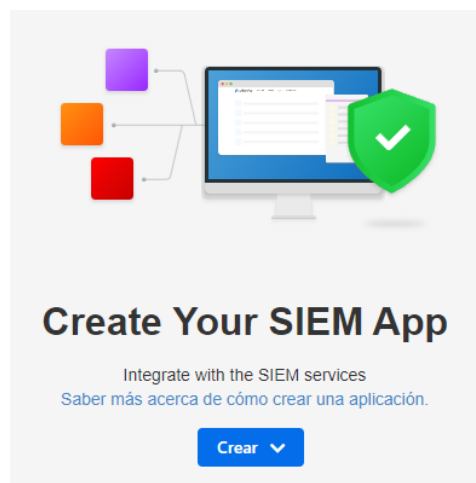 Create Your SIEM App
Integrate with the SIEM services
Saber más acerca de cómo crear una aplicación.
Crear